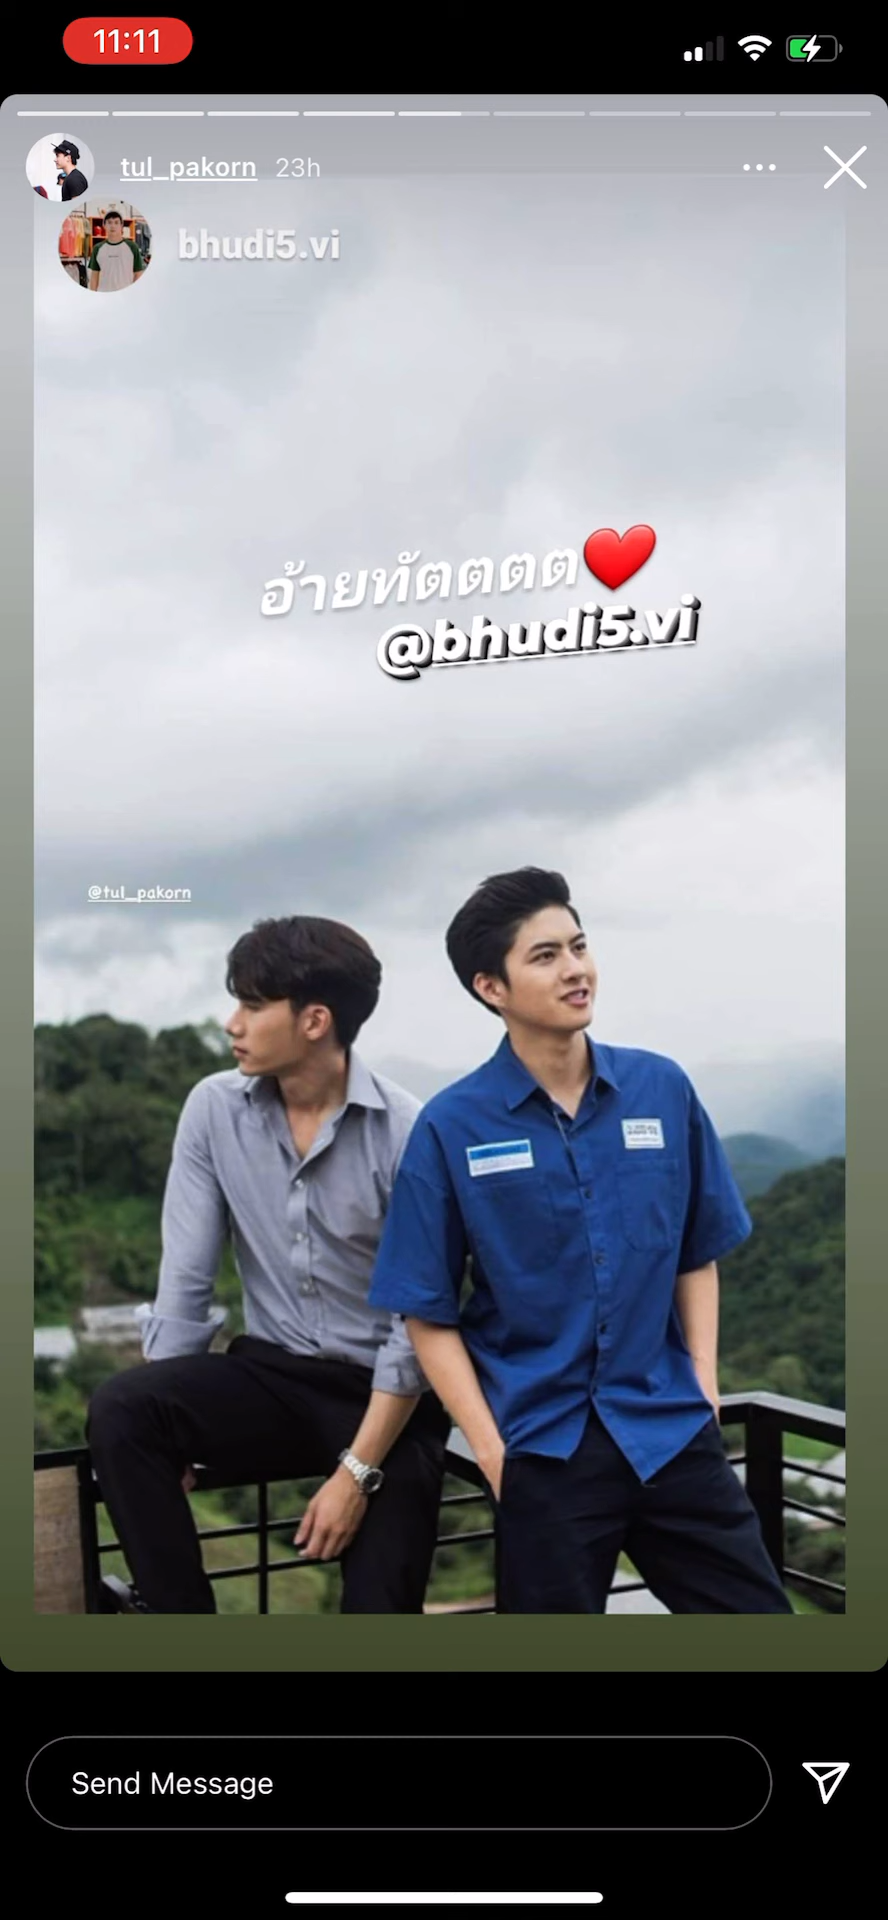 11:11
tul_pakorn 23h
bhudi5.vi
อ้ายทัตตตต❤️
@bhudi5.vi
@tul_pakorn
Send Message